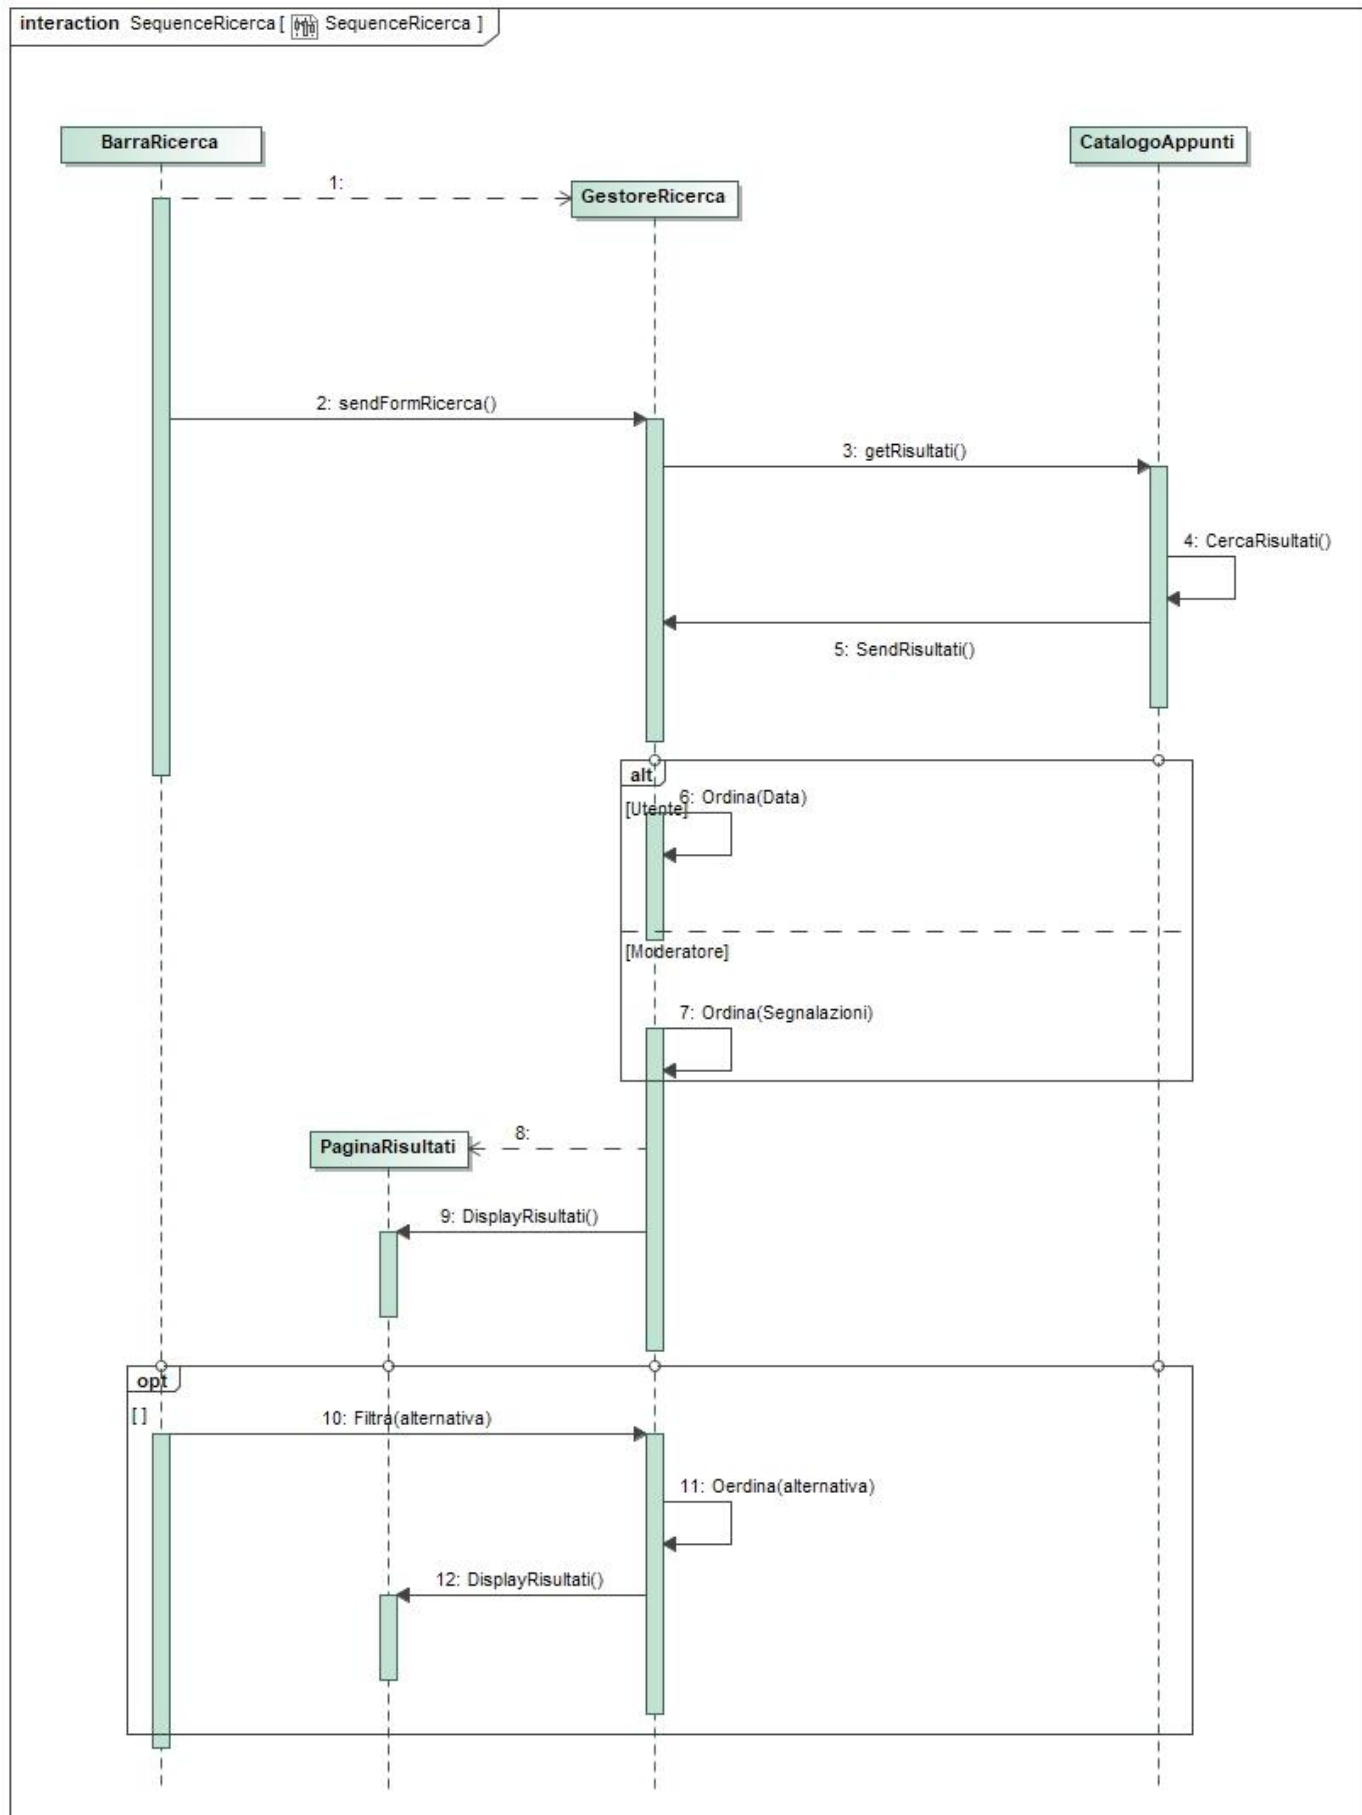 interaction SequenceRicerca [ SequenceRicerca ]
BarraRicerca
CatalogoAppunti
1:
GestoreRicerca
2: sendFormRicerca()
3: getRisultati()
4: CercaRisultati()
5: SendRisultati()
alt
6: Ordina(Data)
[Utente]
[Moderatore]
7: Ordina(Segnalazioni)
8:
PaginaRisultati
9: DisplayRisultati()
opt
[ ]
10: Filtra(alternativa)
11: Oerdina(alternativa)
12: DisplayRisultati()